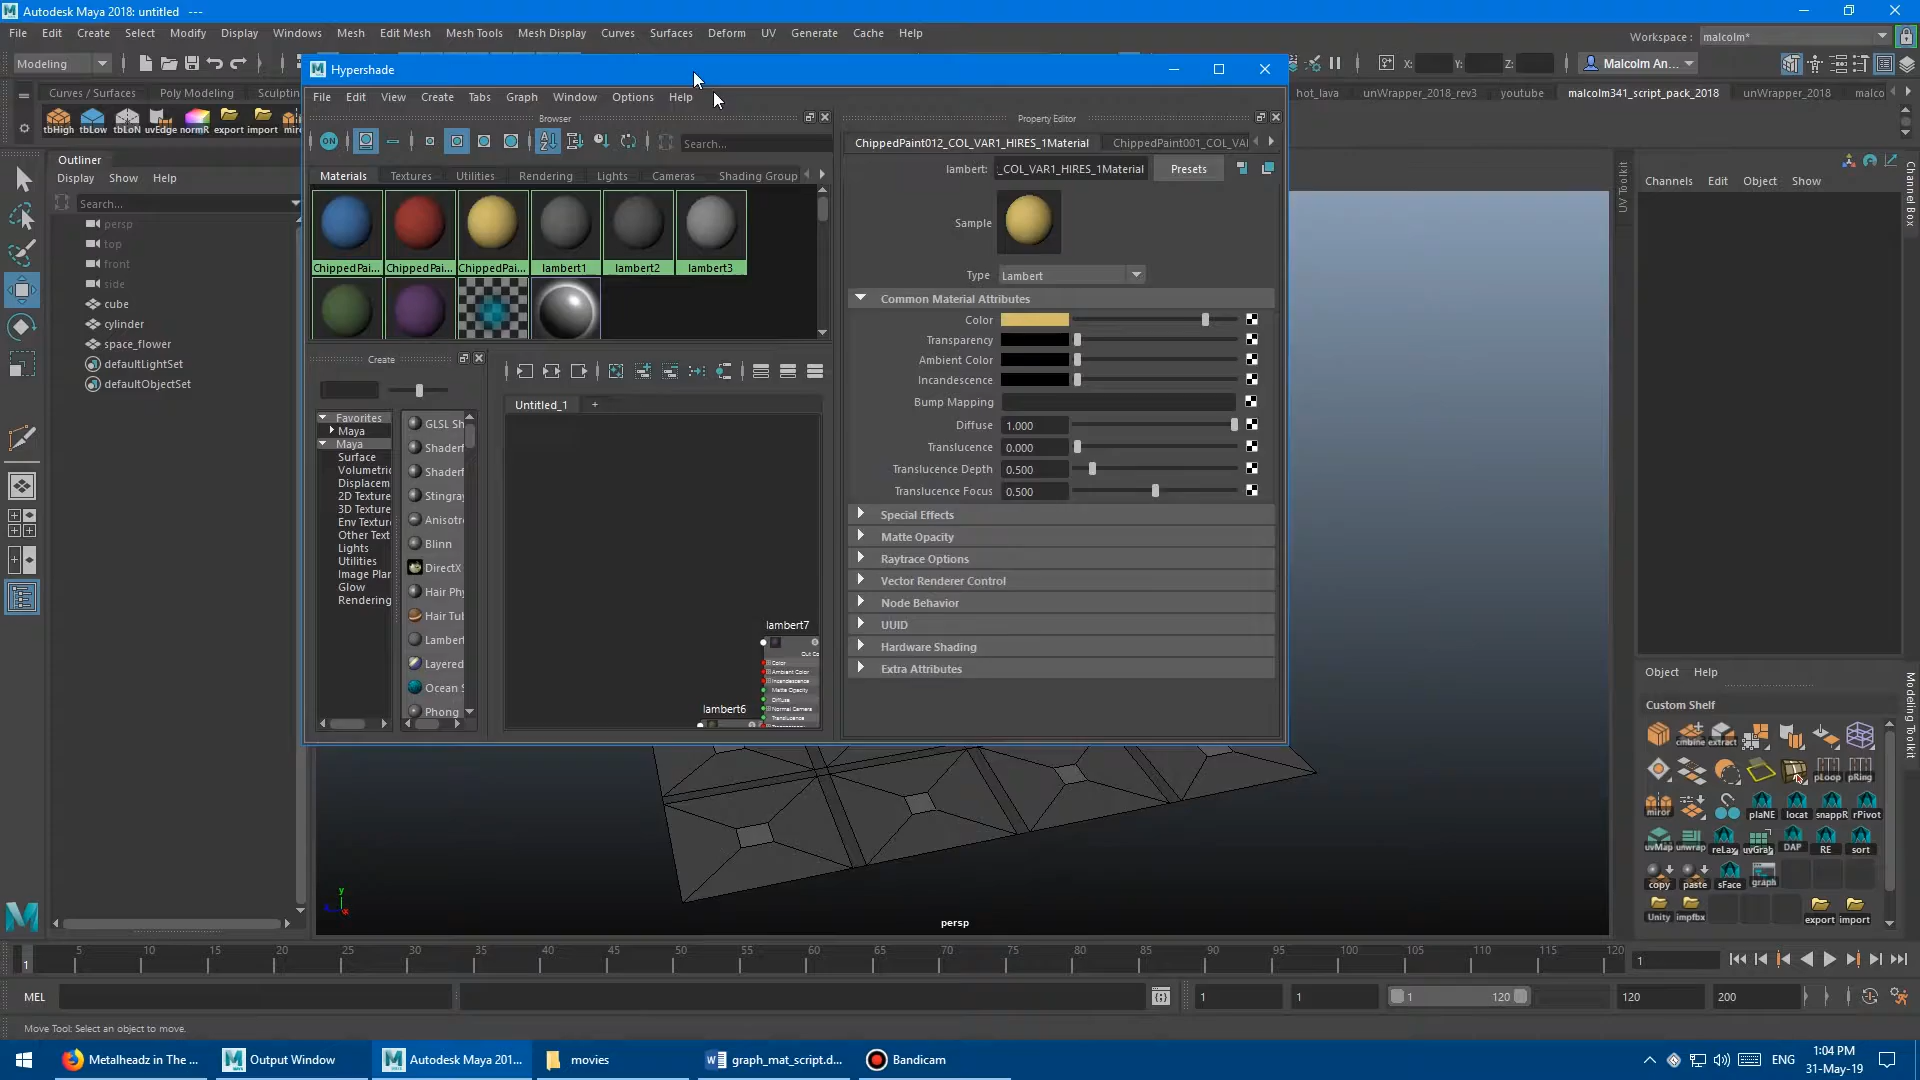 Autodesk Maya 2018: untitled   ---
File Edit Create Select Modify Display Windows Mesh Edit Mesh Mesh Tools Mesh Display Curves Surfaces Deform UV Generate Cache Help
Workspace : malcolm*
Modeling
X: Y: Z: Malcolm An...
Hypershade
Curves / Surfaces Poly Modeling Sculptin
hot_lava unWrapper_2018_rev3 youtube malcolm341_script_pack_2018 unWrapper_2018 malco
File Edit View Create Tabs Graph Window Options Help
tbHigh tbLow tbLoN uvEdge normR export import mir
Browser
Property Editor
ON Search...
ChippedPaint012_COL_VAR1_HIRES_1Material ChippedPaint001_COL_VAI
Outliner
Display Show Help
Search...
persp
top
front
side
cube
cylinder
space_flower
defaultLightSet
defaultObjectSet
Materials Textures Utilities Rendering Lights Cameras Shading Group
ChippedPai... ChippedPai... ChippedPai... lambert1 lambert2 lambert3
lambert: :_COL_VAR1_HIRES_1Material Presets
Sample
Type Lambert
Common Material Attributes
Color
Transparency
Ambient Color
Incandescence
Bump Mapping
Diffuse 1.000
Translucence 0.000
Translucence Depth 0.500
Translucence Focus 0.500
Special Effects
Matte Opacity
Raytrace Options
Vector Renderer Control
Node Behavior
UUID
Hardware Shading
Extra Attributes
Create
Favorites
Maya
Maya
Surface
Volumetric
Displacem
2D Texture
3D Texture
Env Textur
Other Text
Lights
Utilities
Image Plan
Glow
Rendering
GLSL Sh
Shaderf
Shaderf
Stingray
Anisotr
Blinn
DirectX
Hair Phy
Hair Tub
Lambert
Layered
Ocean S
Phong
Untitled_1 +
lambert7
Out Co
Color
Ambient Color
Incandescence
Matte Opacity
Diffuse
Normal Camera
Translucence
lambert6
UV Toolkit
Channels Edit Object Show
Channel Box
Object Help
Modeling Toolkit
Custom Shelf
cmbine extract
pLoop pRing
miror plaNE locat snappR rPivot
uvMap unwrap reLax uvGrab DAP RE sort
copy paste sFace graph
Unity impfbx export import
persp
5 10 15 20 25 30 35 40 45 50 55 60 65 70 75 80 85 90 95 100 105 110 115 120
1 1
MEL 1 1 1 120 120 200
Move Tool: Select an object to move.
Metalheadz in The ... Output Window Autodesk Maya 201... movies graph_mat_script.d... Bandicam
ENG 1:04 PM
31-May-19